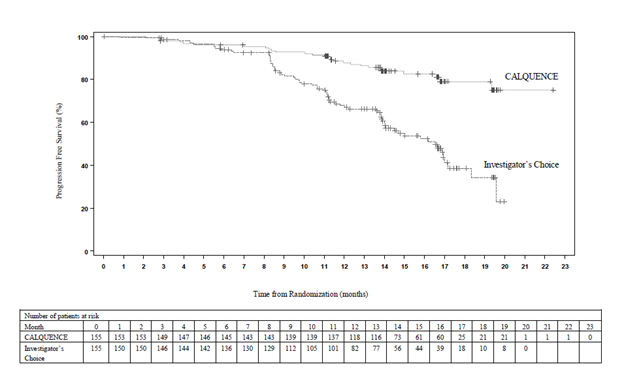 Progression Free Survival (%)
100
80
60
40
20
0
CALQUENCE
Investigator's Choice
0 1 2 3 4 5 6 7 8 9 10 11 12 13 14 15 16 17 18 19 20 21 22 23
Time from Randomization (months)
Number of patients at risk
Month 0 1 2 3 4 5 6 7 8 9 10 11 12 13 14 15 16 17 18 19 20 21 22 23
CALQUENCE 155 153 153 149 147 146 145 143 143 139 139 137 118 116 73 61 60 25 21 21 1 1 1 0
Investigator's 155 150 150 146 144 142 136 130 129 112 105 101 82 77 56 44 39 18 10 8 0
Choice